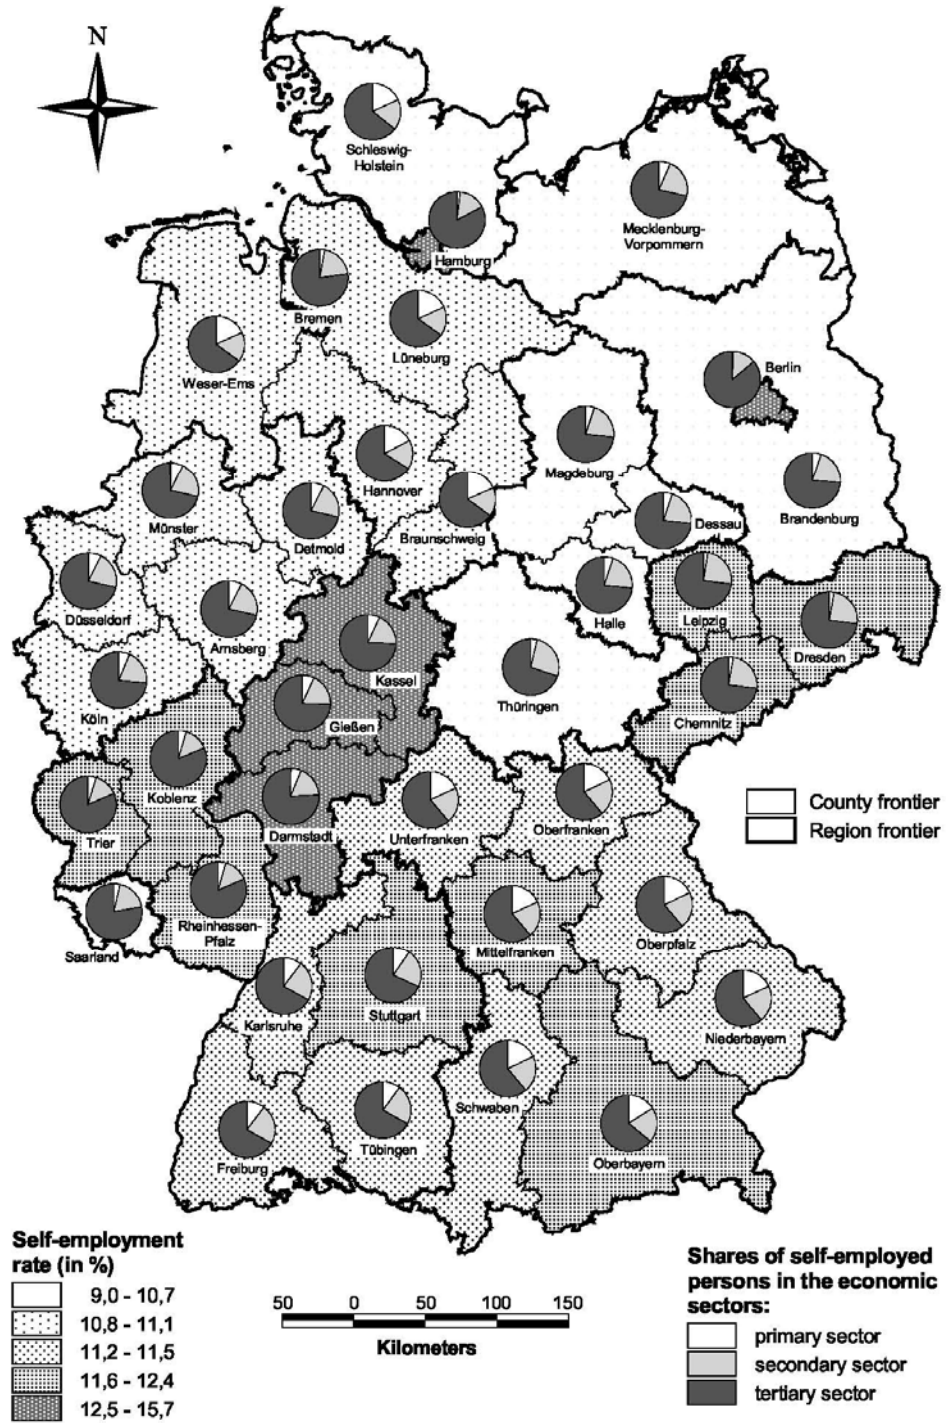 N
Schleswig-
Holstein
Mecklenburg-
Vorpommern
Hamburg
Bremen
Lüneburg
Weser-Ems
Berlin
Magdeburg
Hannover
Münster
Detmold
Braunschweig
Dessau
Brandenburg
Düsseldorf
Arnsberg
Halle
Leipzig
Dresden
Kassel
Köln
Thüringen
Chemnitz
Gießen
Koblenz
Trier
Darmstadt
Unterfranken
Oberfranken
County frontier
Region frontier
Rheinhessen-
Pfalz
Saarland
Mittelfranken
Oberpfalz
Karlsruhe
Stuttgart
Niederbayern
Schwaben
Tübingen
Freiburg
Oberbayern
Self-employment
rate (in %)
9,0 - 10,7
10,8 - 11,1
11,2 - 11,5
11,6 - 12,4
12,5 - 15,7
50 0 50 100 150
Kilometers
Shares of self-employed
persons in the economic
sectors:
primary sector
secondary sector
tertiary sector